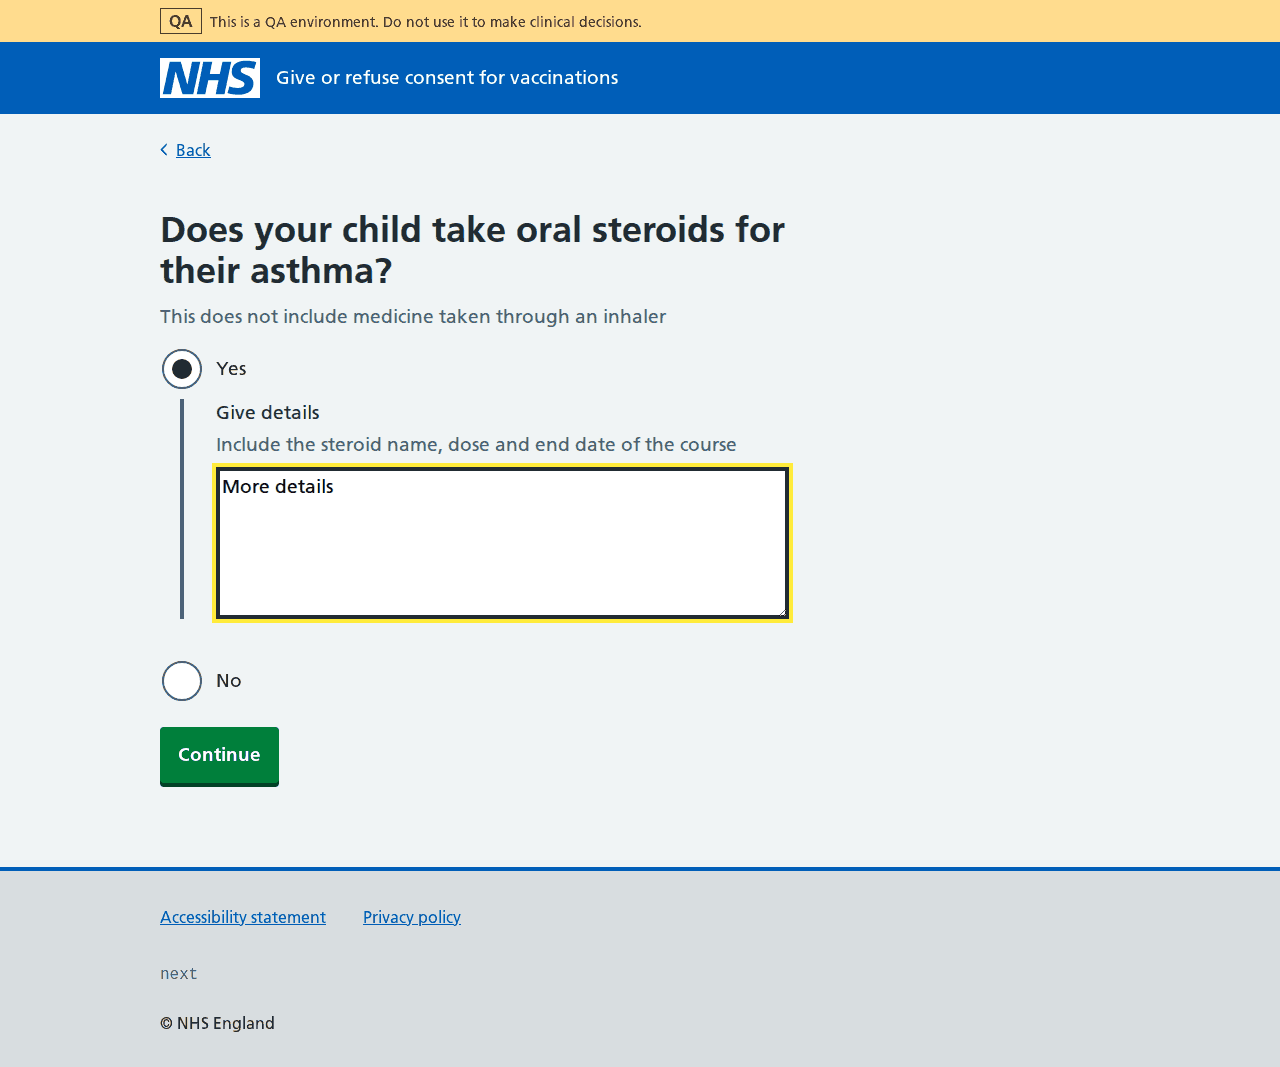 QA This is a QA environment. Do not use it to make clinical decisions.
NHS Give or refuse consent for vaccinations
Back
Does your child take oral steroids for
their asthma?
This does not include medicine taken through an inhaler
Yes
Give details
Include the steroid name, dose and end date of the course
More details
No
Continue
Accessibility statement Privacy policy
next
© NHS England